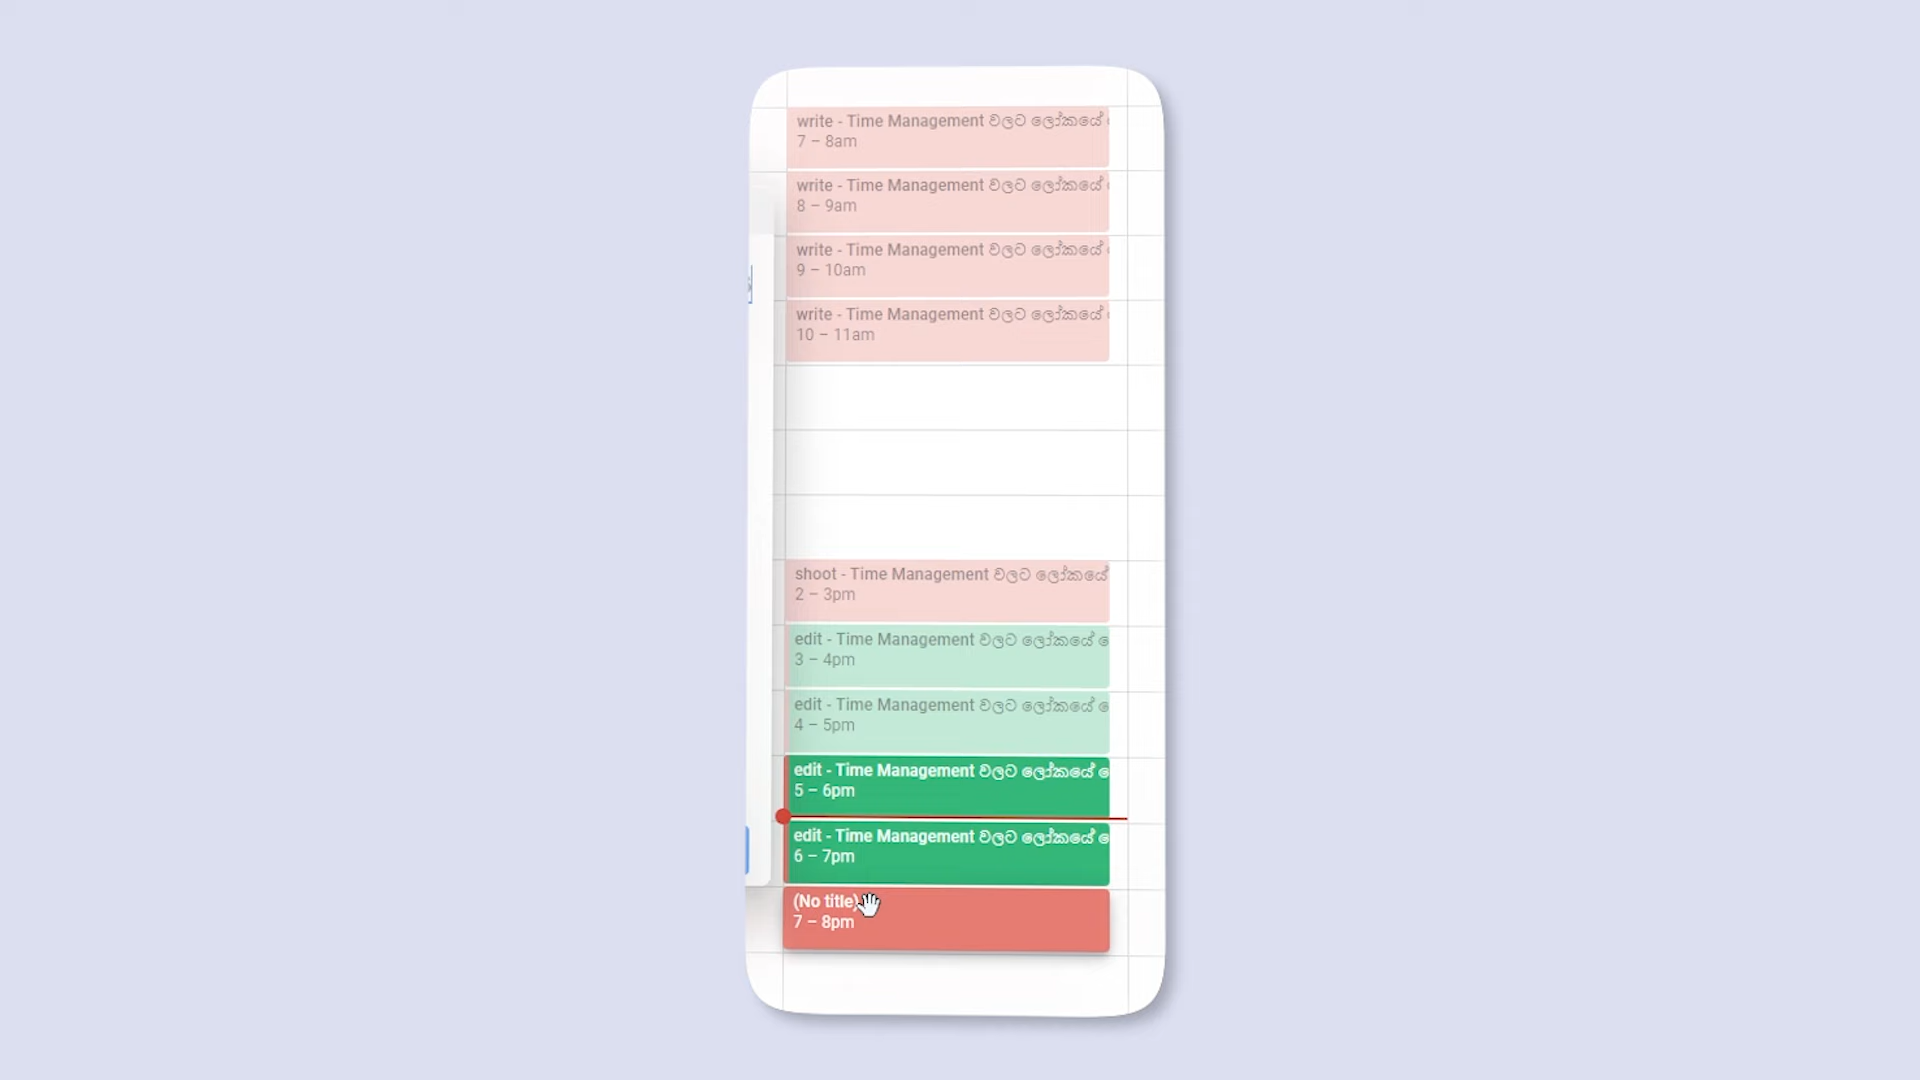 write - Time Management වලට ලෝකයේ
7 – 8am
write - Time Management වලට ලෝකයේ
8 – 9am
write - Time Management වලට ලෝකයේ
9 – 10am
write - Time Management වලට ලෝකයේ
10 – 11am
shoot - Time Management වලට ලෝකයේ
2 – 3pm
edit - Time Management වලට ලෝකයේ
3 – 4pm
edit - Time Management වලට ලෝකයේ
4 – 5pm
edit - Time Management වලට ලෝකයේ
5 – 6pm
edit - Time Management වලට ලෝකයේ
6 – 7pm
(No title)
7 – 8pm